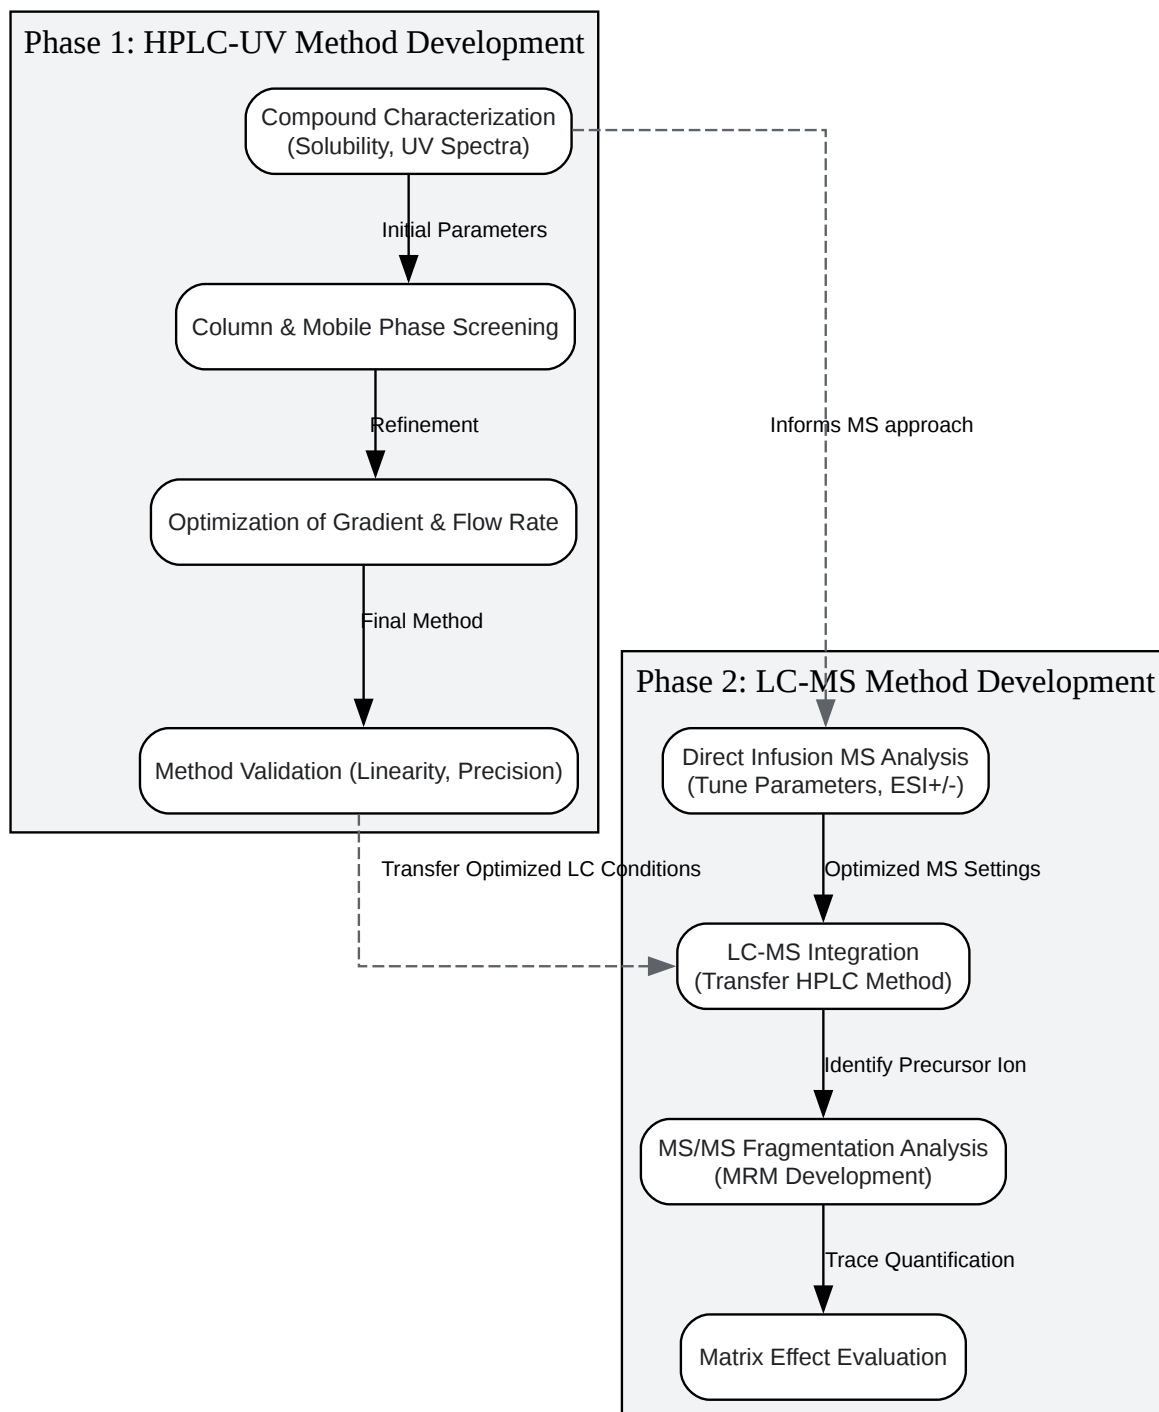 Phase 1: HPLC-UV Method Development
Compound Characterization
(Solubility, UV Spectra)
Initial Parameters
Column & Mobile Phase Screening
Refinement
Informs MS approach
Optimization of Gradient & Flow Rate
Final Method
Method Validation (Linearity, Precision)
Transfer Optimized LC Conditions
Phase 2: LC-MS Method Development
Direct Infusion MS Analysis
(Tune Parameters, ESI+/-)
Optimized MS Settings
LC-MS Integration
(Transfer HPLC Method)
Identify Precursor Ion
MS/MS Fragmentation Analysis
(MRM Development)
Trace Quantification
Matrix Effect Evaluation